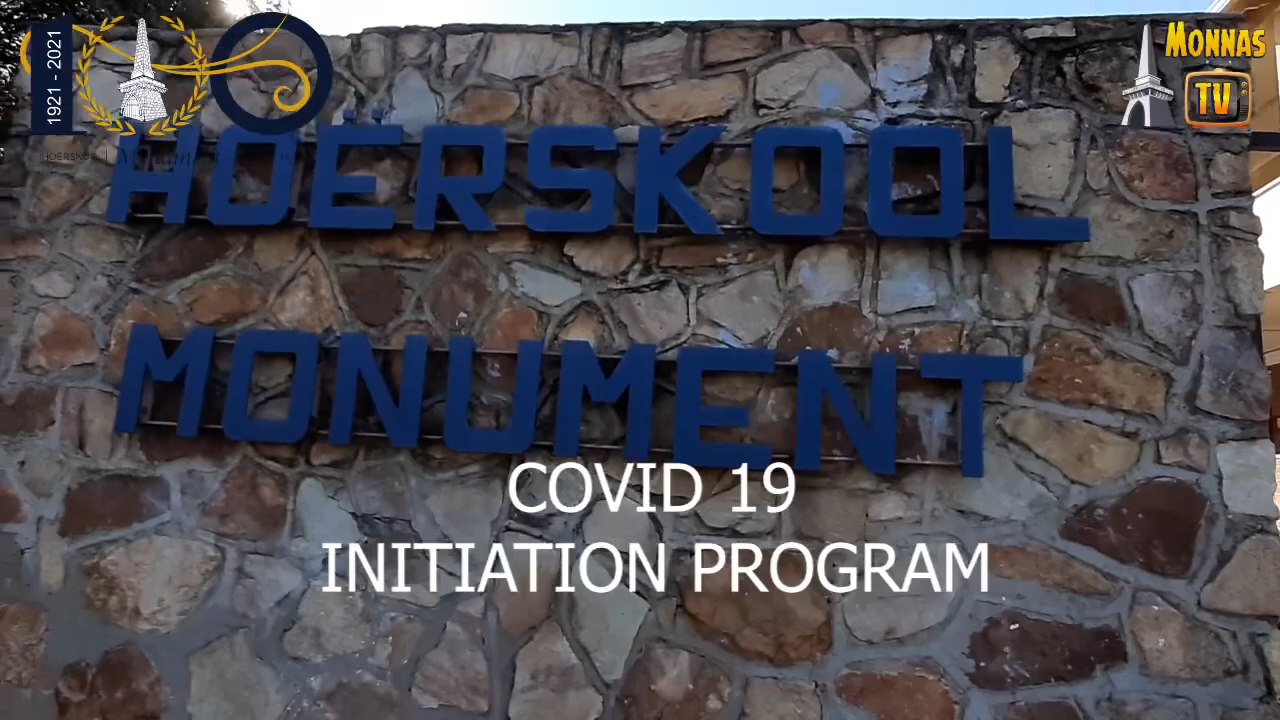 1921 - 2021
MONNAS
TV
HOËRSKOOL
MONUMENT
COVID 19
INITIATION PROGRAM